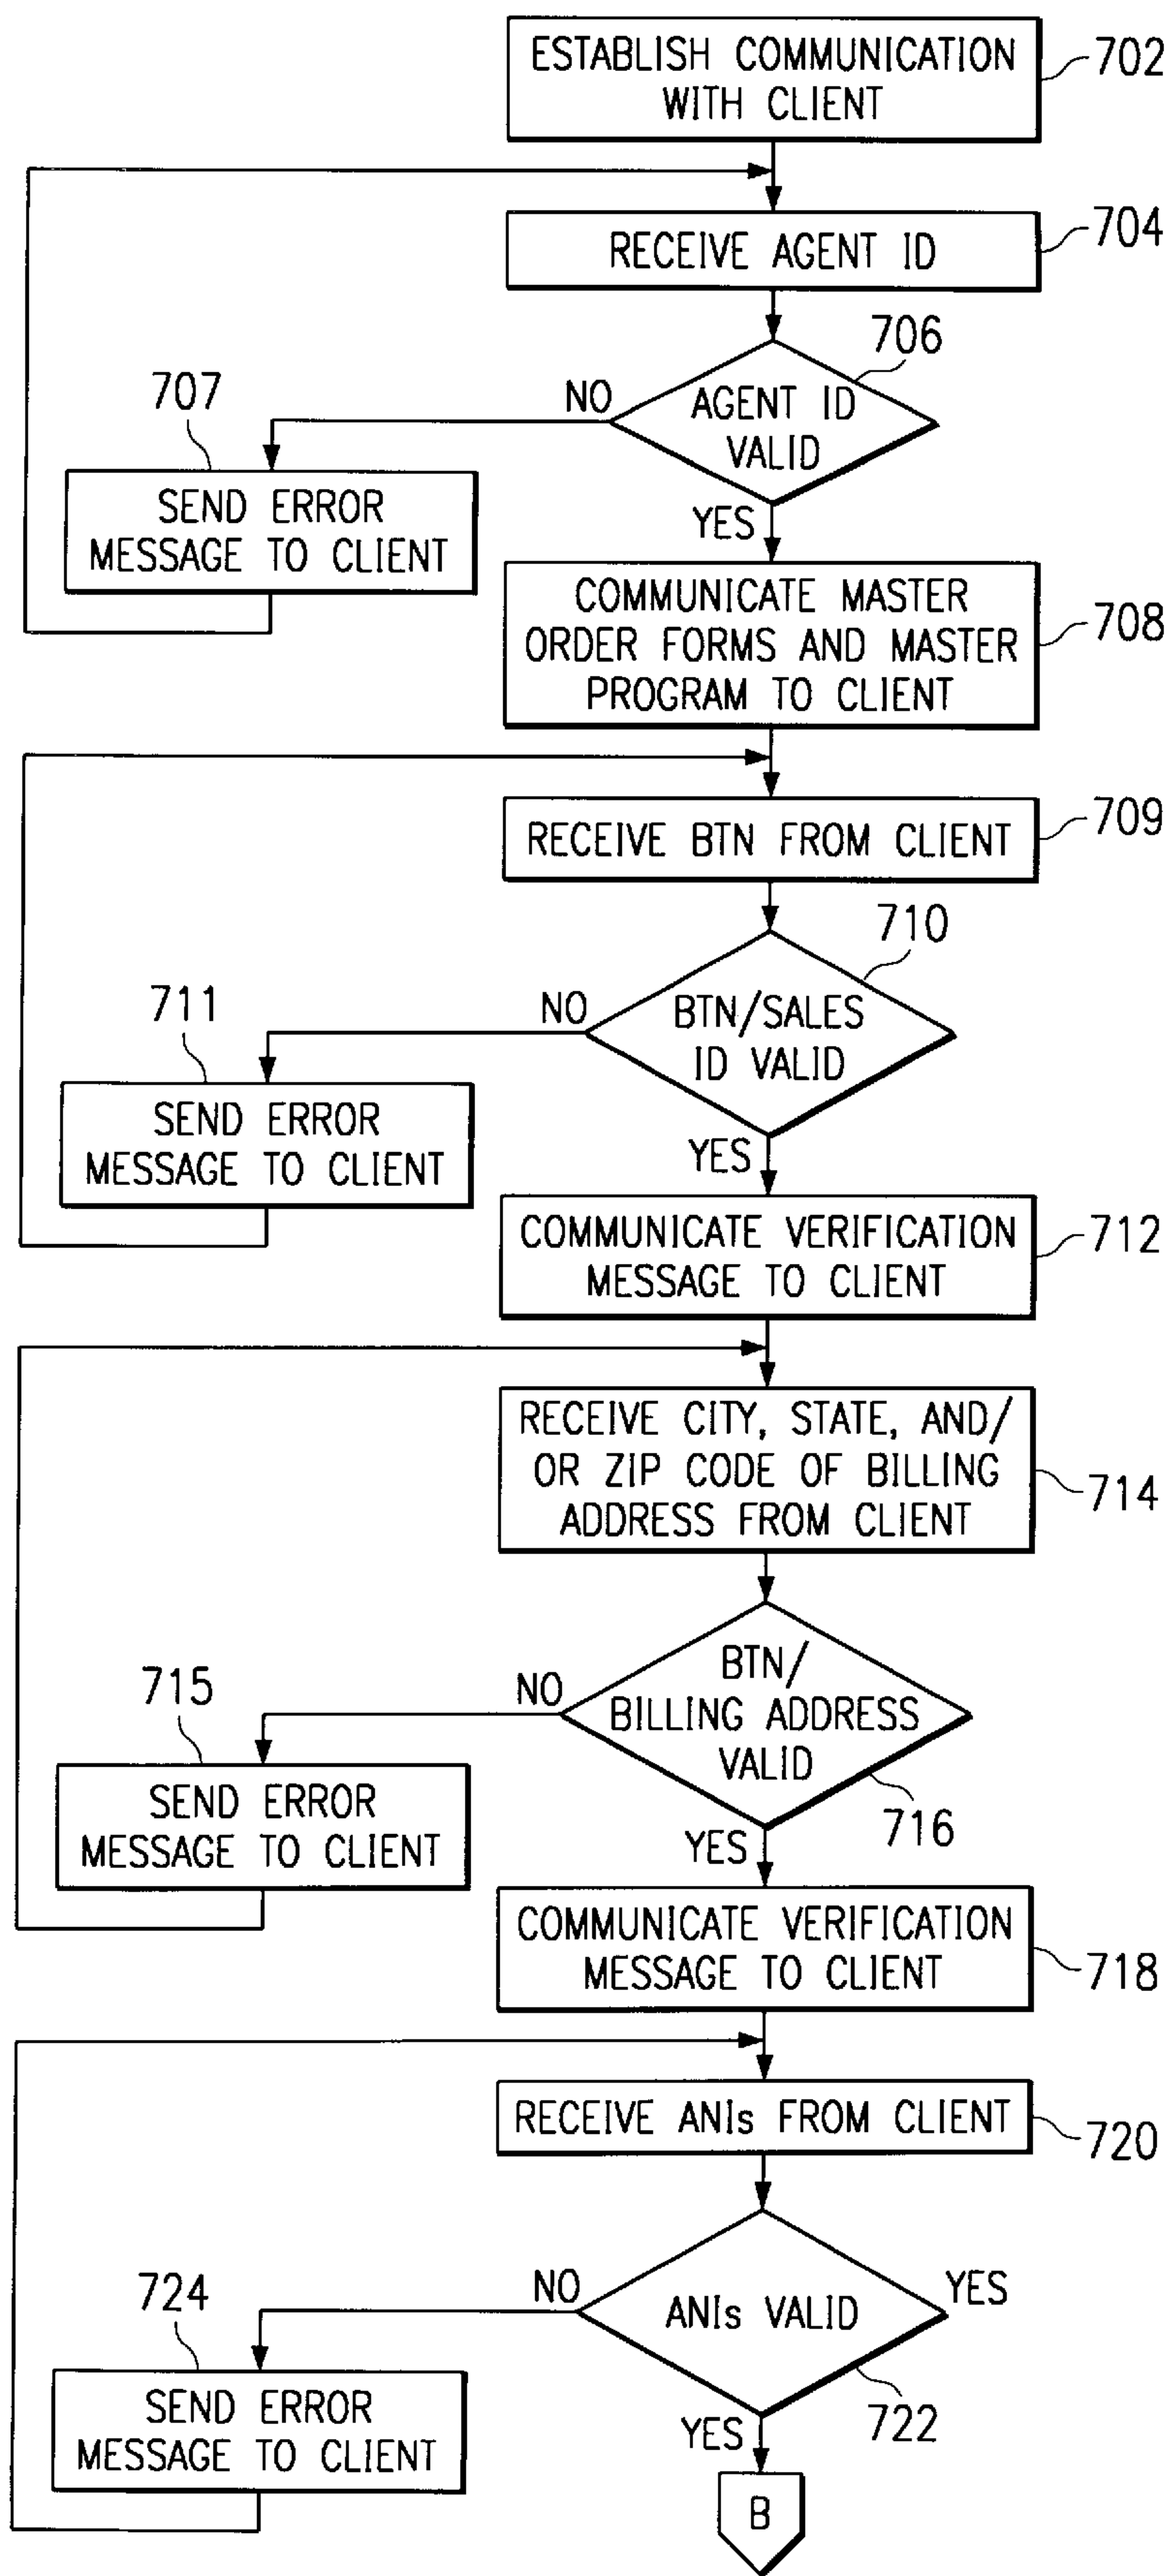 ESTABLISH COMMUNICATION
WITH CLIENT
702
RECEIVE AGENT ID
704
706
AGENT ID
VALID
NO
707
SEND ERROR
MESSAGE TO CLIENT
YES
COMMUNICATE MASTER
ORDER FORMS AND MASTER
PROGRAM TO CLIENT
708
RECEIVE BTN FROM CLIENT
709
710
BTN/SALES
ID VALID
NO
711
SEND ERROR
MESSAGE TO CLIENT
YES
COMMUNICATE VERIFICATION
MESSAGE TO CLIENT
712
RECEIVE CITY, STATE, AND/
OR ZIP CODE OF BILLING
ADDRESS FROM CLIENT
714
BTN/
BILLING ADDRESS
VALID
716
NO
715
SEND ERROR
MESSAGE TO CLIENT
YES
COMMUNICATE VERIFICATION
MESSAGE TO CLIENT
718
RECEIVE ANIs FROM CLIENT
720
ANIs VALID
YES
722
NO
724
SEND ERROR
MESSAGE TO CLIENT
YES
B